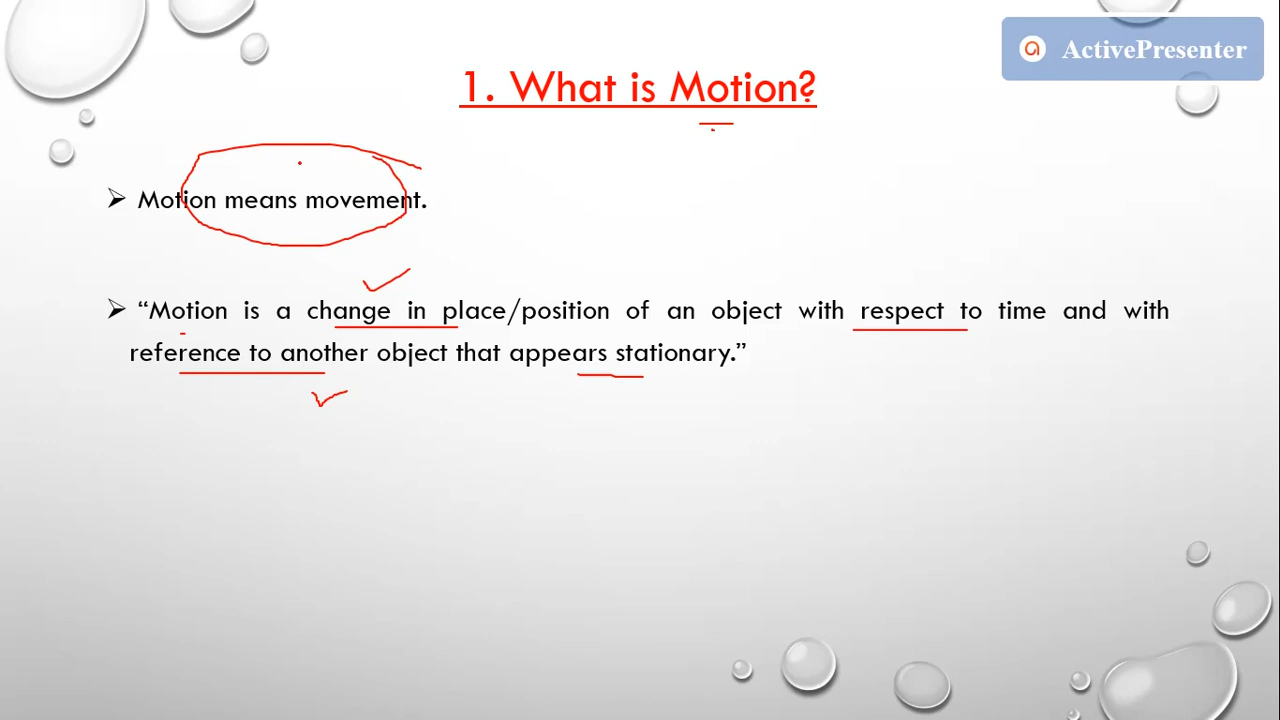 ActivePresenter
1. What is Motion?
➢ Motion means movement.
➢ “Motion is a change in place/position of an object with respect to time and with
reference to another object that appears stationary.”